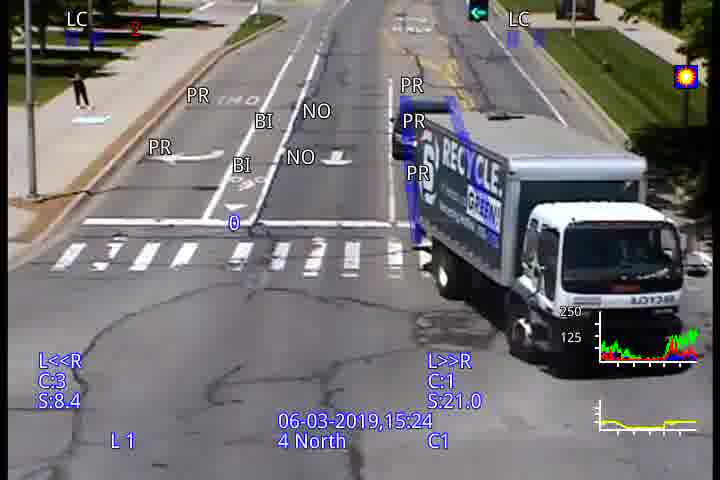 LC
2
LC
PR
PR
PR
NO
BI
PR
NO
BI
PR
0
RECYCLE.
GREEN!
250
125
L<<R
C:3
S:8.4
L>>R
C:1
S:21.0
06-03-2019,15:24
L 1
4 North
C1